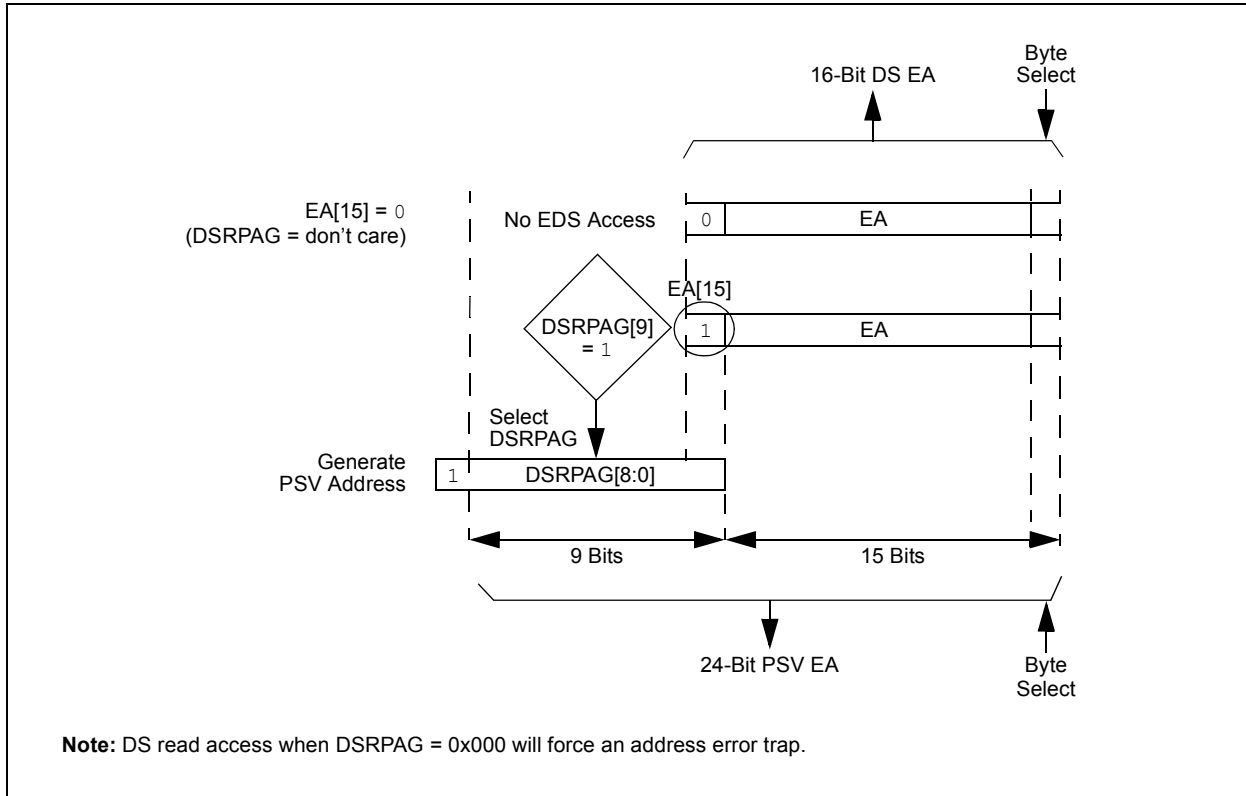 Byte
Select
16-Bit DS EA
EA[15] = 0
(DSRPAG = don't care)
No EDS Access
0
EA
EA[15]
DSRPAG[9]
= 1
1
EA
Select
DSRPAG
Generate
PSV Address
1
DSRPAG[8:0]
9 Bits
15 Bits
24-Bit PSV EA
Byte
Select
Note: DS read access when DSRPAG = 0x000 will force an address error trap.